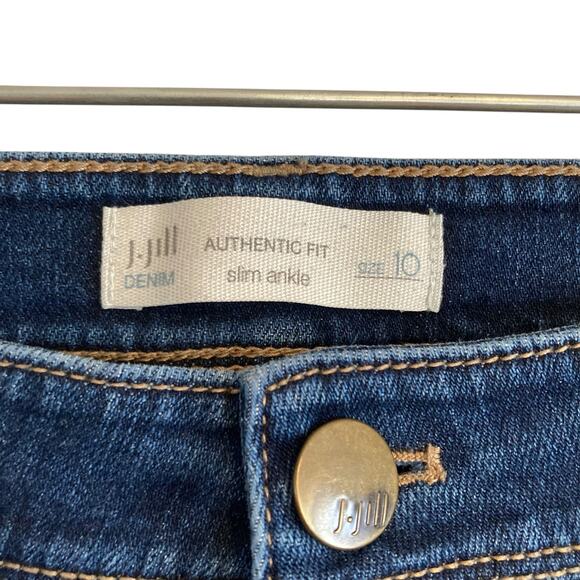 J.Jill
DENIM
AUTHENTIC FIT
slim ankle
SIZE 10
J.Jill